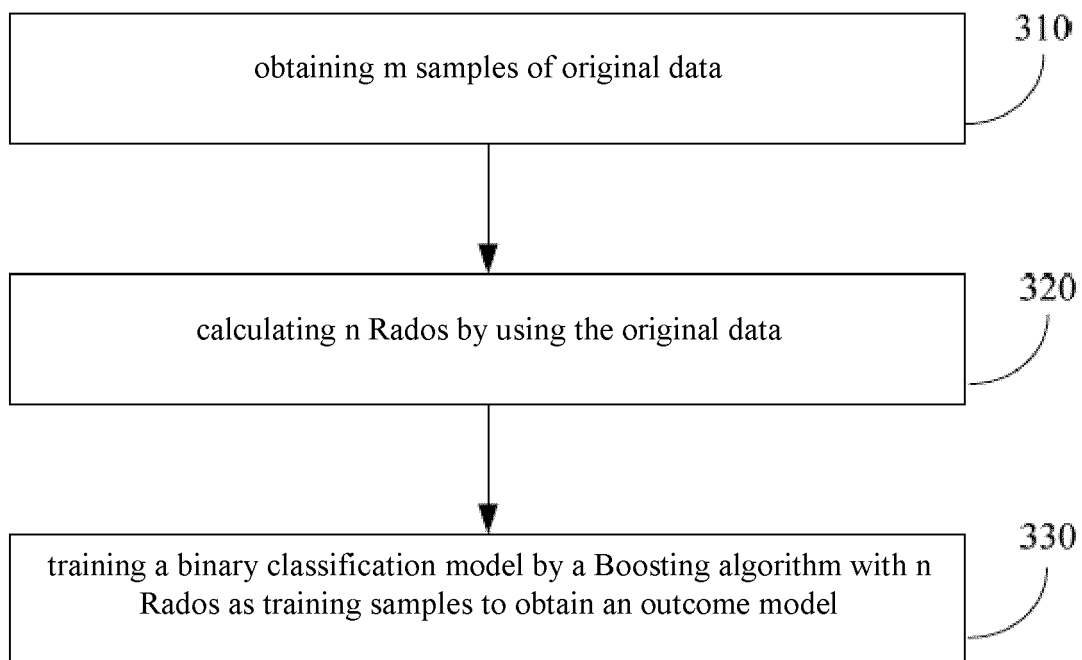 310
obtaining m samples of original data
320
calculating n Rados by using the original data
330
training a binary classification model by a Boosting algorithm with n
Rados as training samples to obtain an outcome model